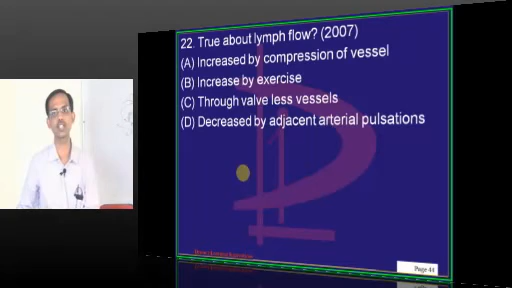 22. True about lymph flow? (2007)
(A) Increased by compression of vessel
(B) Increase by exercise
(C) Through valve less vessels
(D) Decreased by adjacent arterial pulsations
Page 44